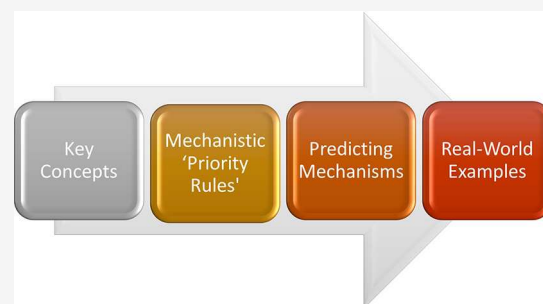 Key
Concepts
Mechanistic
‘Priority
Rules'
Predicting
Mechanisms
Real-World
Examples